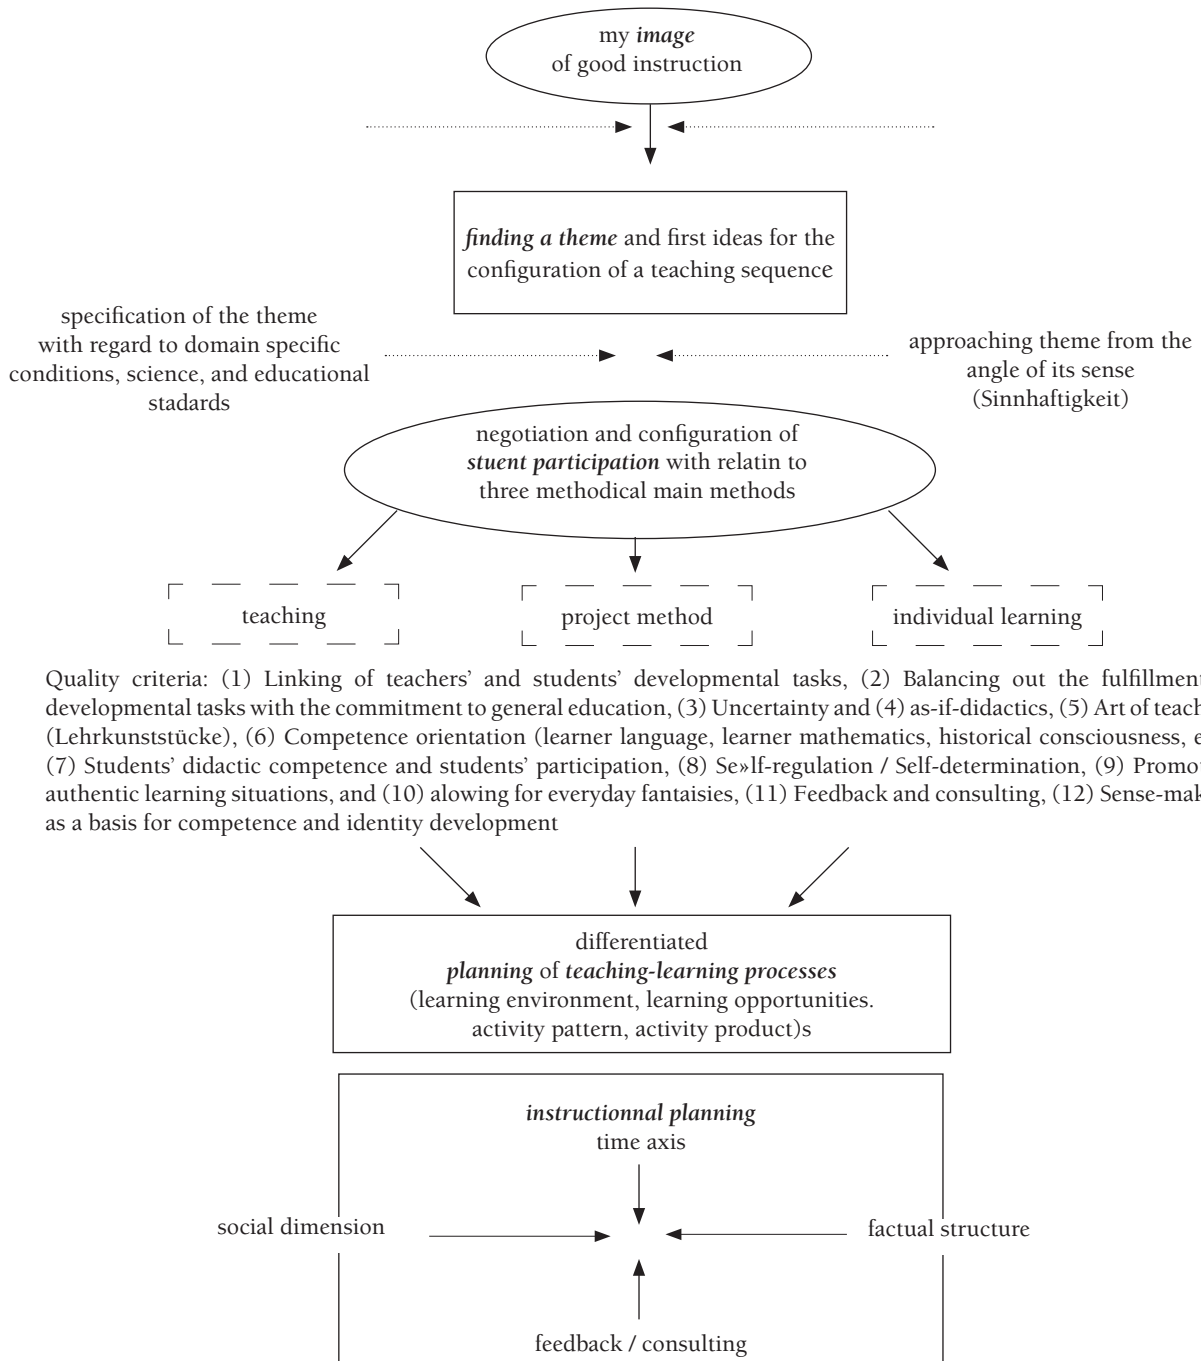 my image
of good instruction
finding a theme and first ideas for the
configuration of a teaching sequence
specification of the theme
with regard to domain specific
conditions, science, and educational
stadards
approaching theme from the
angle of its sense
(Sinnhaftigkeit)
negotiation and configuration of
stuent participation with relatin to
three methodical main methods
teaching
project method
individual learning
Quality criteria: (1) Linking of teachers’ and students’ developmental tasks, (2) Balancing out the fulfillment
developmental tasks with the commitment to general education, (3) Uncertainty and (4) as-if-didactics, (5) Art of teach
(Lehrkunststücke), (6) Competence orientation (learner language, learner mathematics, historical consciousness, e
(7) Students’ didactic competence and students’ participation, (8) Se»lf-regulation / Self-determination, (9) Promo
authentic learning situations, and (10) alowing for everyday fantaisies, (11) Feedback and consulting, (12) Sense-mak
as a basis for competence and identity development
differentiated
planning of teaching-learning processes
(learning environment, learning opportunities.
activity pattern, activity product)s
instructionnal planning
time axis
social dimension
factual structure
feedback / consulting